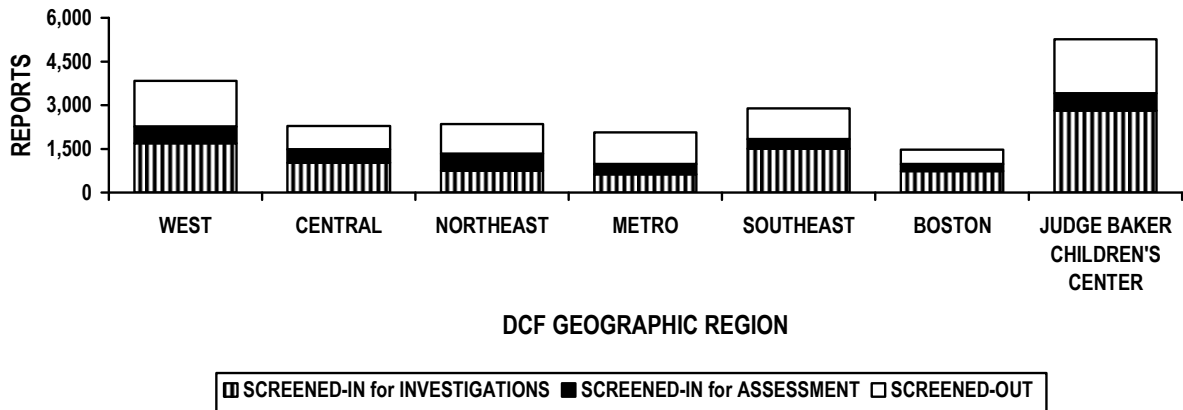 6,000
4,500
3,000
1,500
0
REPORTS
WEST
CENTRAL
NORTHEAST
METRO
SOUTHEAST
BOSTON
JUDGE BAKER
CHILDREN'S
CENTER
DCF GEOGRAPHIC REGION
SCREENED-IN for INVESTIGATIONS SCREENED-IN for ASSESSMENT SCREENED-OUT